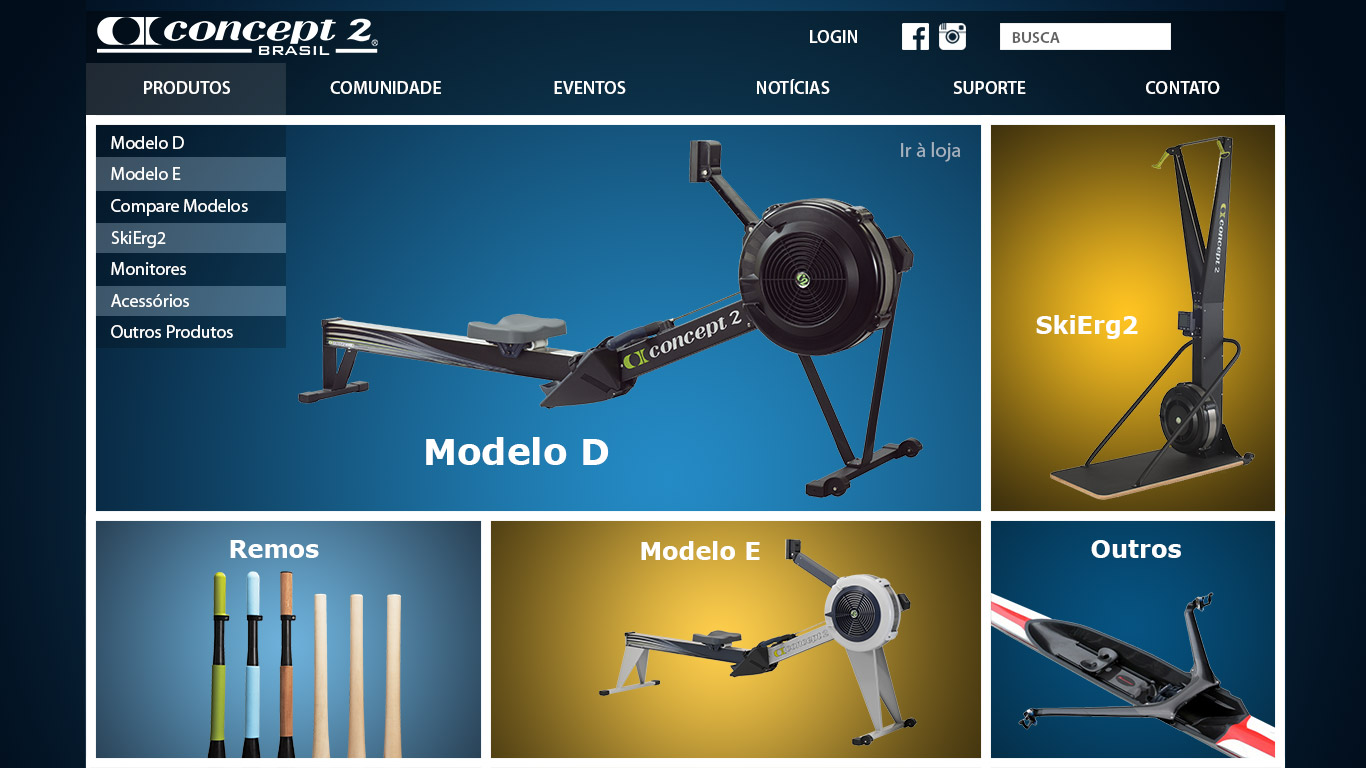 concept 2
BRASIL
LOGIN
BUSCA
PRODUTOS
COMUNIDADE
EVENTOS
NOTÍCIAS
SUPORTE
CONTATO
Modelo D
Modelo E
Compare Modelos
SkiErg2
Monitores
Acessórios
Outros Produtos
Ir à loja
concept 2
Modelo D
concept 2
SkiErg2
Remos
Modelo E
concept 2
Outros